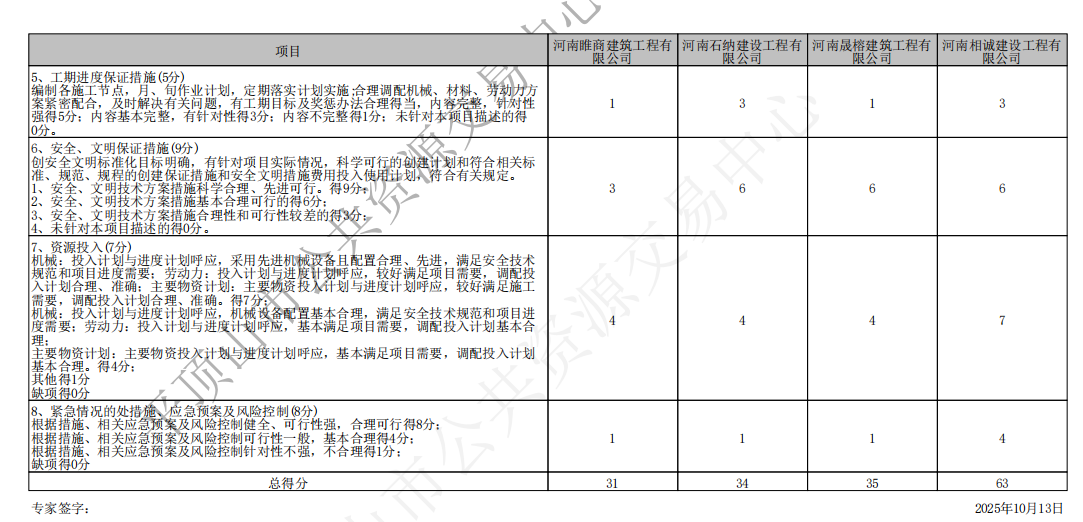 项目
河南睢商建筑工程有
限公司
河南石纳建设工程有
限公司
河南晟榕建筑工程有
限公司
河南相诚建设工程有
限公司
5、工期进度保证措施(5分)
编制各施工节点，月、旬作业计划，定期落实计划实施;合理调配机械、材料、劳动力方
案紧密配合，及时解决有关问题，有工期目标及奖惩办法合理得当，内容完整，针对性
强得5分；内容基本完整，有针对性得3分；内容不完整得1分；未针对本项目描述的得
0分。
1
3
1
3
6、安全、文明保证措施(9分)
创安全文明标准化目标明确，有针对项目实际情况，科学可行的创建计划和符合相关标
准、规范、规程的创建保证措施和安全文明措施费用投入使用计划，符合有关规定。
1、安全、文明技术方案措施科学合理、先进可行。得9分；
2、安全、文明技术方案措施基本合理可行的得6分；
3、安全、文明技术方案措施合理性和可行性较差的得3分；
4、未针对本项目描述的得0分。
3
6
6
6
7、资源投入(7分)
机械：投入计划与进度计划呼应，采用先进机械设备且配置合理、先进，满足安全技术
规范和项目进度需要；劳动力：投入计划与进度计划呼应，较好满足项目需要，调配投
入计划合理、准确；主要物资计划：主要物资投入计划与进度计划呼应，较好满足施工
需要，调配投入计划合理、准确。得7分；
机械：投入计划与进度计划呼应，机械设备配置基本合理，满足安全技术规范和项目进
度需要；劳动力：投入计划与进度计划呼应，基本满足项目需要，调配投入计划基本合
理；
主要物资计划：主要物资投入计划与进度计划呼应，基本满足项目需要，调配投入计划
基本合理。得4分；
其他得1分
缺项得0分
4
4
4
7
8、紧急情况的处措施、应急预案及风险控制(8分)
根据措施、相关应急预案及风险控制健全、可行性强，合理可行得8分；
根据措施、相关应急预案及风险控制可行性一般，基本合理得4分；
根据措施、相关应急预案及风险控制针对性不强，不合理得1分；
缺项得0分
1
1
1
4
总得分
31
34
35
63
专家签字：
2025年10月13日
平顶山市公共资源交易中心
山市公共资源交易中心